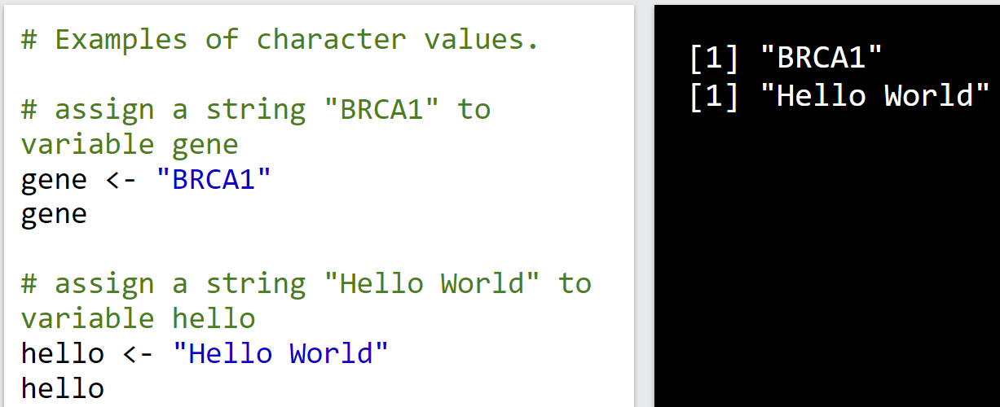 # Examples of character values.
# assign a string "BRCA1" to
variable gene
gene <- "BRCA1"
gene
# assign a string "Hello World" to
variable hello
hello <- "Hello World"
hello
[1] "BRCA1"
[1] "Hello World"